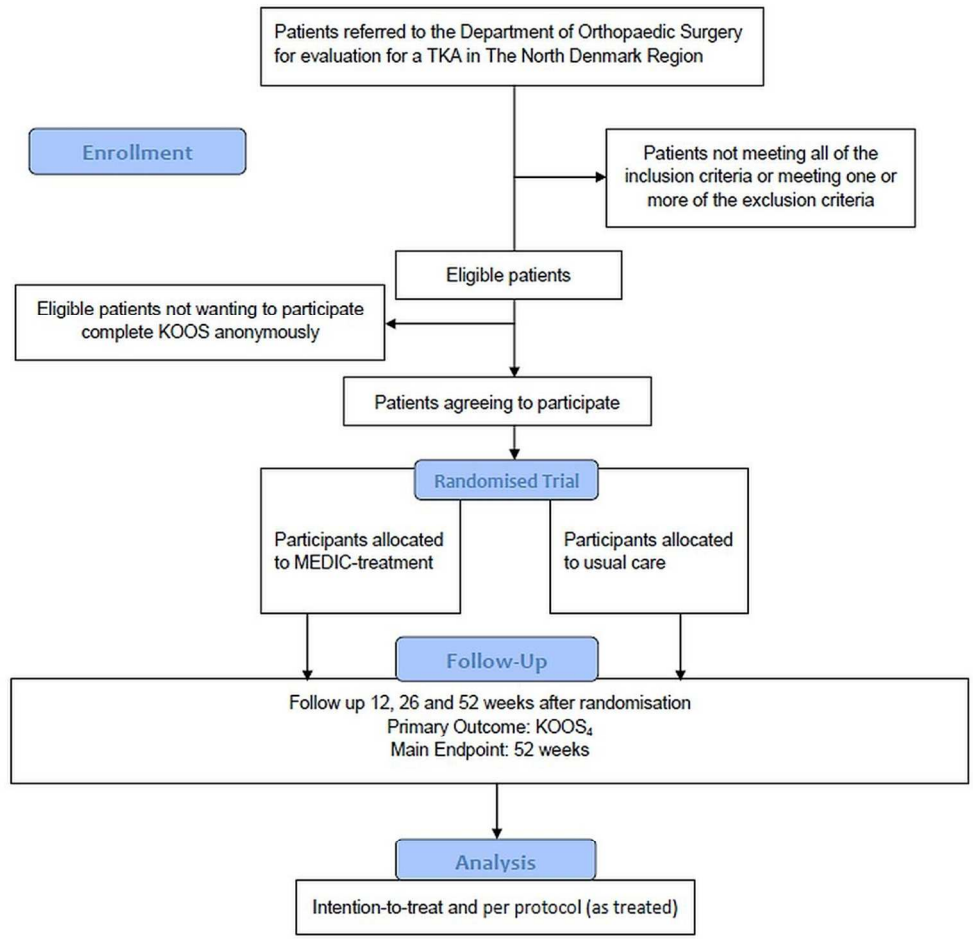 Patients referred to the Department of Orthopaedic Surgery
for evaluation for a TKA in The North Denmark Region
Enrollment
Patients not meeting all of the
inclusion criteria or meeting one or
more of the exclusion criteria
Eligible patients
Eligible patients not wanting to participate
complete KOOS anonymously
Patients agreeing to participate
Randomised Trial
Participants allocated
to MEDIC-treatment
Participants allocated
to usual care
Follow-Up
Follow up 12, 26 and 52 weeks after randomisation
Primary Outcome: KOOS₄
Main Endpoint: 52 weeks
Analysis
Intention-to-treat and per protocol (as treated)